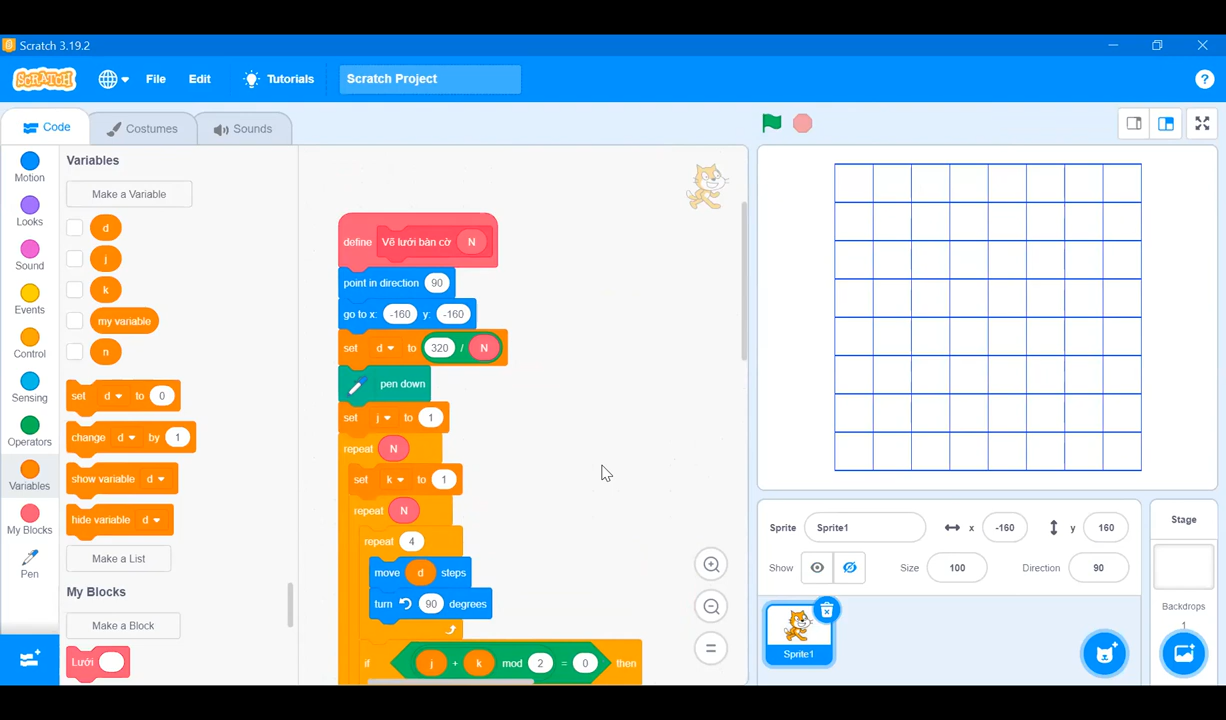 Scratch 3.19.2
SCRATCH
File
Edit
Tutorials
Scratch Project
?
Code
Costumes
Sounds
Motion
Looks
Sound
Events
Control
Sensing
Operators
Variables
My Blocks
Pen
Variables
Make a Variable
d
j
k
my variable
n
set d to 0
change d by 1
show variable d
hide variable d
Make a List
My Blocks
Make a Block
Lưới
define Vẽ lưới bàn cờ N
point in direction 90
go to x: -160 y: -160
set d to 320 / N
pen down
set j to 1
repeat N
set k to 1
repeat N
repeat 4
move d steps
turn 90 degrees
if j + k mod 2 = 0 then
Sprite Sprite1 x -160 y 160
Show Size 100 Direction 90
Sprite1
Stage
Backdrops
1